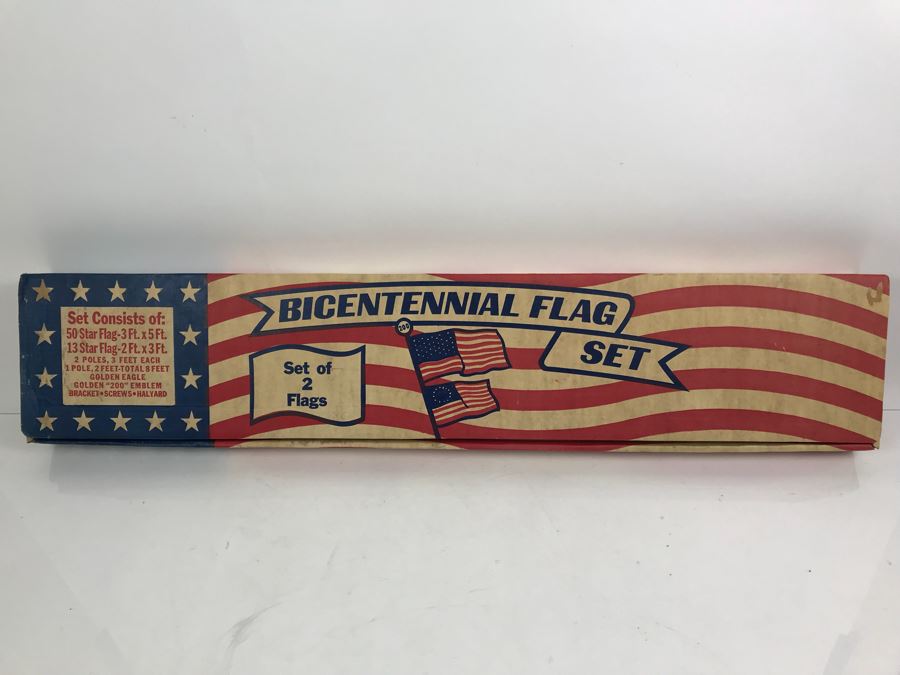 Set Consists of:
50 Star Flag-3 Ft. x 5 Ft.
13 Star Flag-2 Ft. x 3 Ft.
2 POLES, 3 FEET EACH
1 POLE, 2 FEET-TOTAL 8 FEET
GOLDEN EAGLE
GOLDEN "200" EMBLEM
BRACKET•SCREWS•HALYARD
BICENTENNIAL FLAG
SET
200
Set of
2
Flags